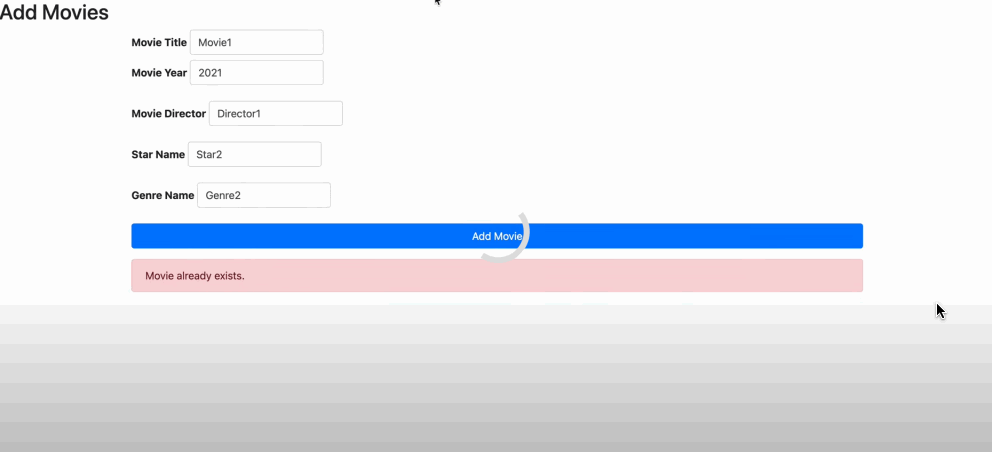 Add Movies
Movie Title Movie1
Movie Year 2021
Movie Director Director1
Star Name Star2
Genre Name Genre2
Add Movie
Movie already exists.